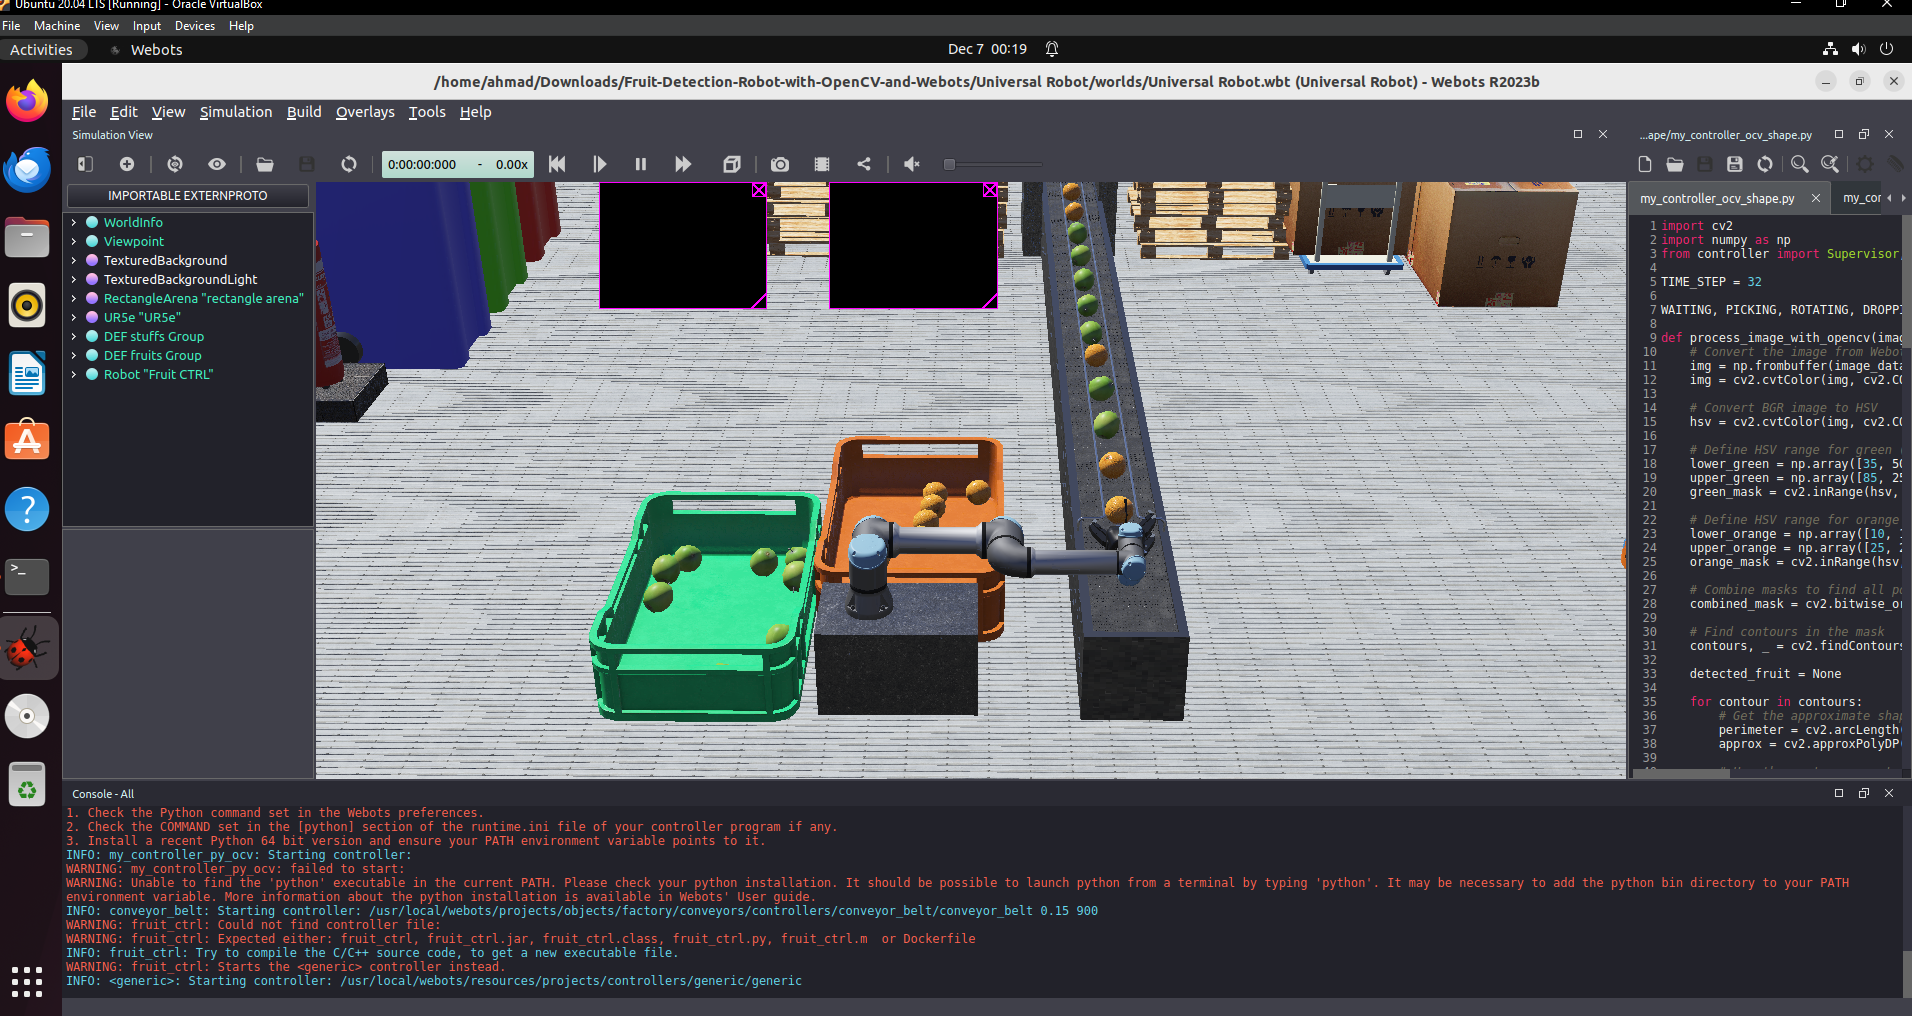 Ubuntu 20.04 LTS [Running] - Oracle VirtualBox
File Machine View Input Devices Help
Activities Webots Dec 7 00:19
/home/ahmad/Downloads/Fruit-Detection-Robot-with-OpenCV-and-Webots/Universal Robot/worlds/Universal Robot.wbt (Universal Robot) - Webots R2023b
File Edit View Simulation Build Overlays Tools Help
Simulation View
0:00:00:000 - 0.00x
IMPORTABLE EXTERNPROTO
WorldInfo
Viewpoint
TexturedBackground
TexturedBackgroundLight
RectangleArena "rectangle arena"
UR5e "UR5e"
DEF stuffs Group
DEF fruits Group
Robot "Fruit CTRL"
...ape/my_controller_ocv_shape.py
my_controller_ocv_shape.py my_cor
1 import cv2
2 import numpy as np
3 from controller import Supervisor,
4
5 TIME_STEP = 32
6
7 WAITING, PICKING, ROTATING, DROPPI
8
9 def process_image_with_opencv(imag
10 # Convert the image from Webot
11 img = np.frombuffer(image_data
12 img = cv2.cvtColor(img, cv2.CO
13
14 # Convert BGR image to HSV
15 hsv = cv2.cvtColor(img, cv2.CO
16
17 # Define HSV range for green
18 lower_green = np.array([35, 50
19 upper_green = np.array([85, 25
20 green_mask = cv2.inRange(hsv,
21
22 # Define HSV range for orange
23 lower_orange = np.array([10, 1
24 upper_orange = np.array([25, 2
25 orange_mask = cv2.inRange(hsv,
26
27 # Combine masks to find all po
28 combined_mask = cv2.bitwise_or
29
30 # Find contours in the mask
31 contours, _ = cv2.findContours
32
33 detected_fruit = None
34
35 for contour in contours:
36 # Get the approximate shap
37 perimeter = cv2.arcLength(
38 approx = cv2.approxPolyDP(
39
Console - All
1. Check the Python command set in the Webots preferences.
2. Check the COMMAND set in the [python] section of the runtime.ini file of your controller program if any.
3. Install a recent Python 64 bit version and ensure your PATH environment variable points to it.
INFO: my_controller_py_ocv: Starting controller:
WARNING: my_controller_py_ocv: failed to start:
WARNING: Unable to find the 'python' executable in the current PATH. Please check your python installation. It should be possible to launch python from a terminal by typing 'python'. It may be necessary to add the python bin directory to your PATH
environment variable. More information about the python installation is available in Webots' User guide.
INFO: conveyor_belt: Starting controller: /usr/local/webots/projects/objects/factory/conveyors/controllers/conveyor_belt/conveyor_belt 0.15 900
WARNING: fruit_ctrl: Could not find controller file:
WARNING: fruit_ctrl: Expected either: fruit_ctrl, fruit_ctrl.jar, fruit_ctrl.class, fruit_ctrl.py, fruit_ctrl.m or Dockerfile
INFO: fruit_ctrl: Try to compile the C/C++ source code, to get a new executable file.
WARNING: fruit_ctrl: Starts the <generic> controller instead.
INFO: <generic>: Starting controller: /usr/local/webots/resources/projects/controllers/generic/generic